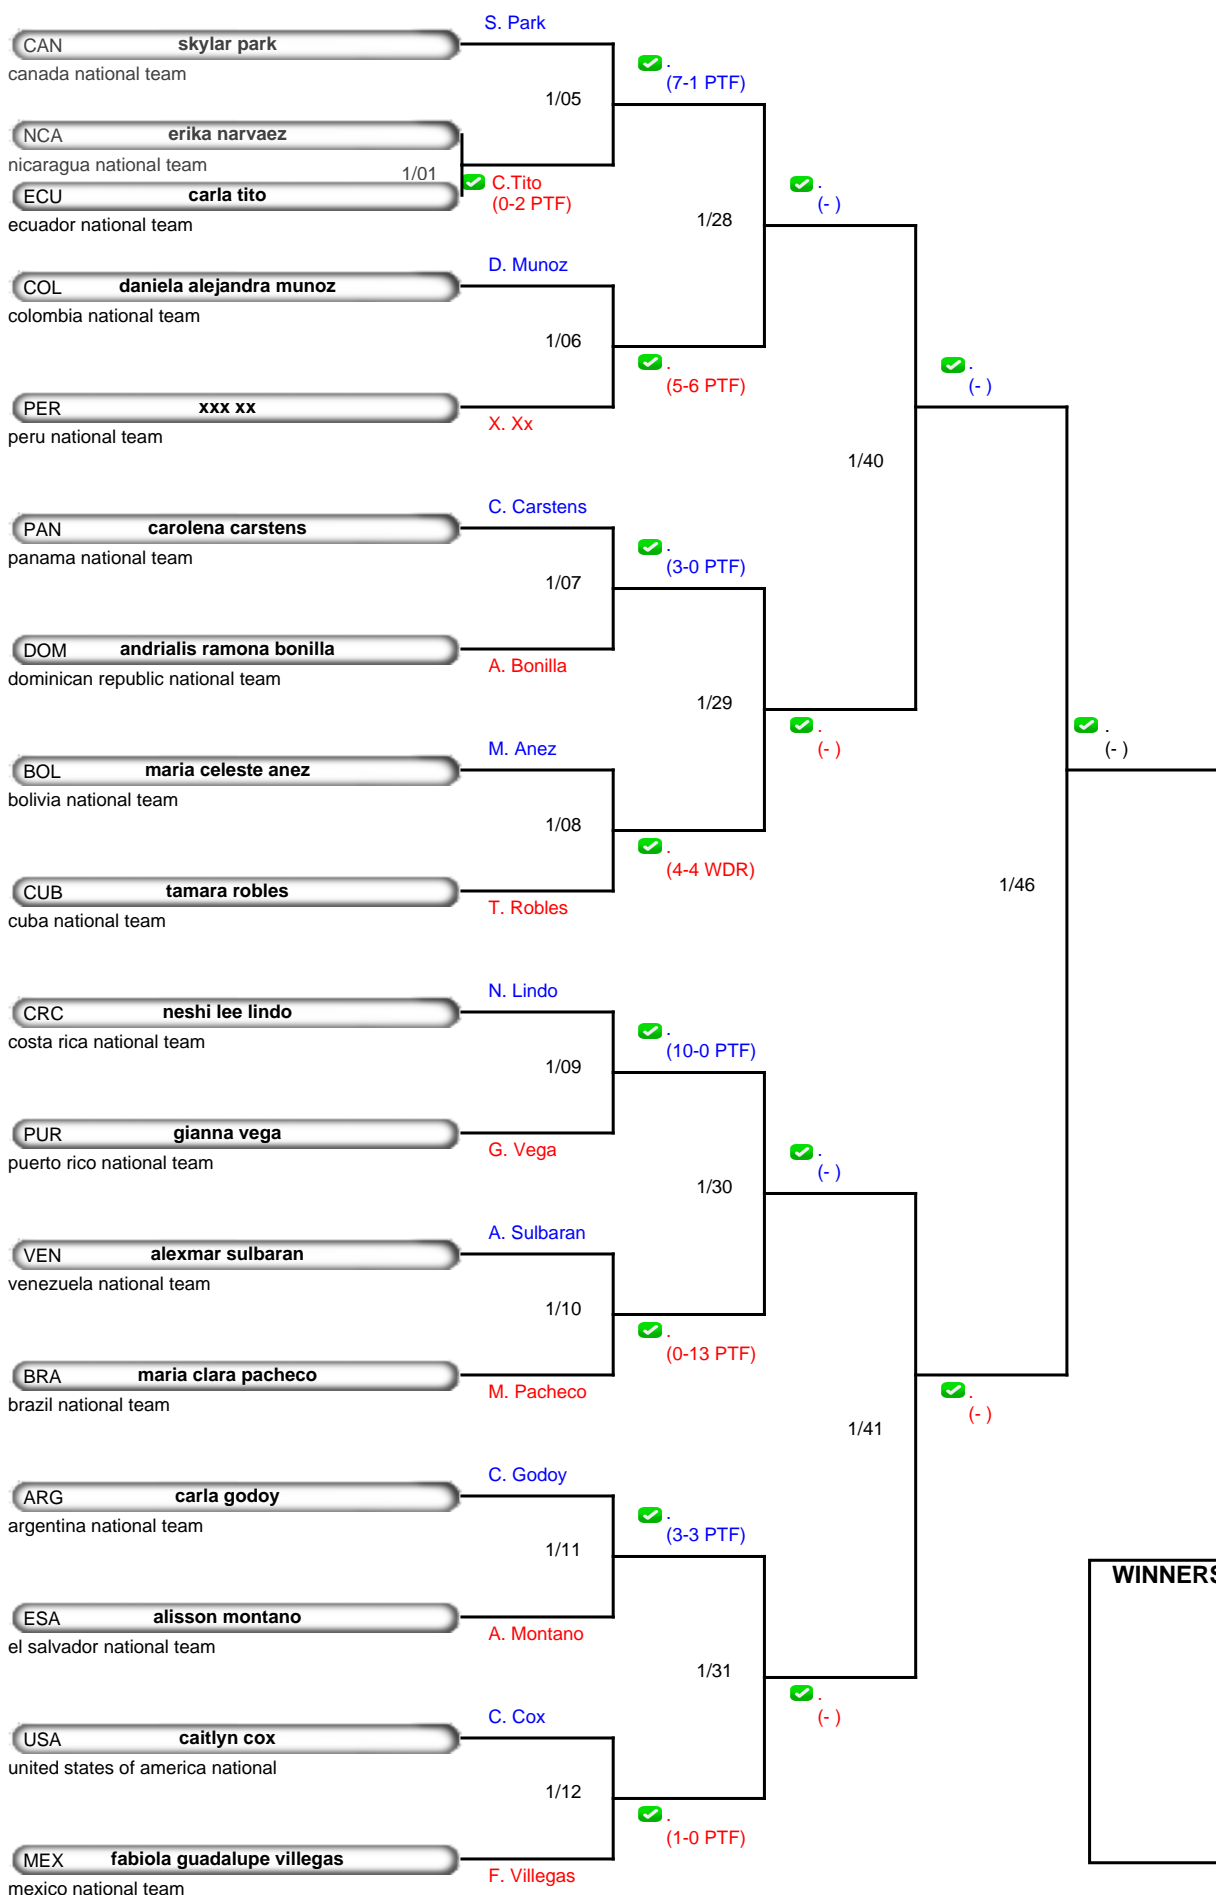 S. Park
CAN skylar park
canada national team
.
(7-1 PTF)
1/05
NCA erika narvaez
nicaragua national team
1/01
C.Tito
(0-2 PTF)
ECU carla tito
ecuador national team
.
(- )
1/28
D. Munoz
COL daniela alejandra munoz
colombia national team
1/06
.
(5-6 PTF)
.
(- )
PER xxx xx
X. Xx
peru national team
1/40
C. Carstens
PAN carolena carstens
panama national team
.
(3-0 PTF)
1/07
DOM andrialis ramona bonilla
A. Bonilla
dominican republic national team
1/29
.
(- )
.
(- )
M. Anez
BOL maria celeste anez
bolivia national team
1/08
.
(4-4 WDR)
1/46
CUB tamara robles
T. Robles
cuba national team
N. Lindo
CRC neshi lee lindo
costa rica national team
.
(10-0 PTF)
1/09
PUR gianna vega
G. Vega
puerto rico national team
.
(- )
1/30
A. Sulbaran
VEN alexmar sulbaran
venezuela national team
1/10
.
(0-13 PTF)
BRA maria clara pacheco
M. Pacheco
brazil national team
.
(- )
1/41
C. Godoy
ARG carla godoy
argentina national team
.
(3-3 PTF)
1/11
WINNERS
ESA alisson montano
A. Montano
el salvador national team
1/31
.
(- )
C. Cox
USA caitlyn cox
united states of america national
1/12
.
(1-0 PTF)
MEX fabiola guadalupe villegas
F. Villegas
mexico national team